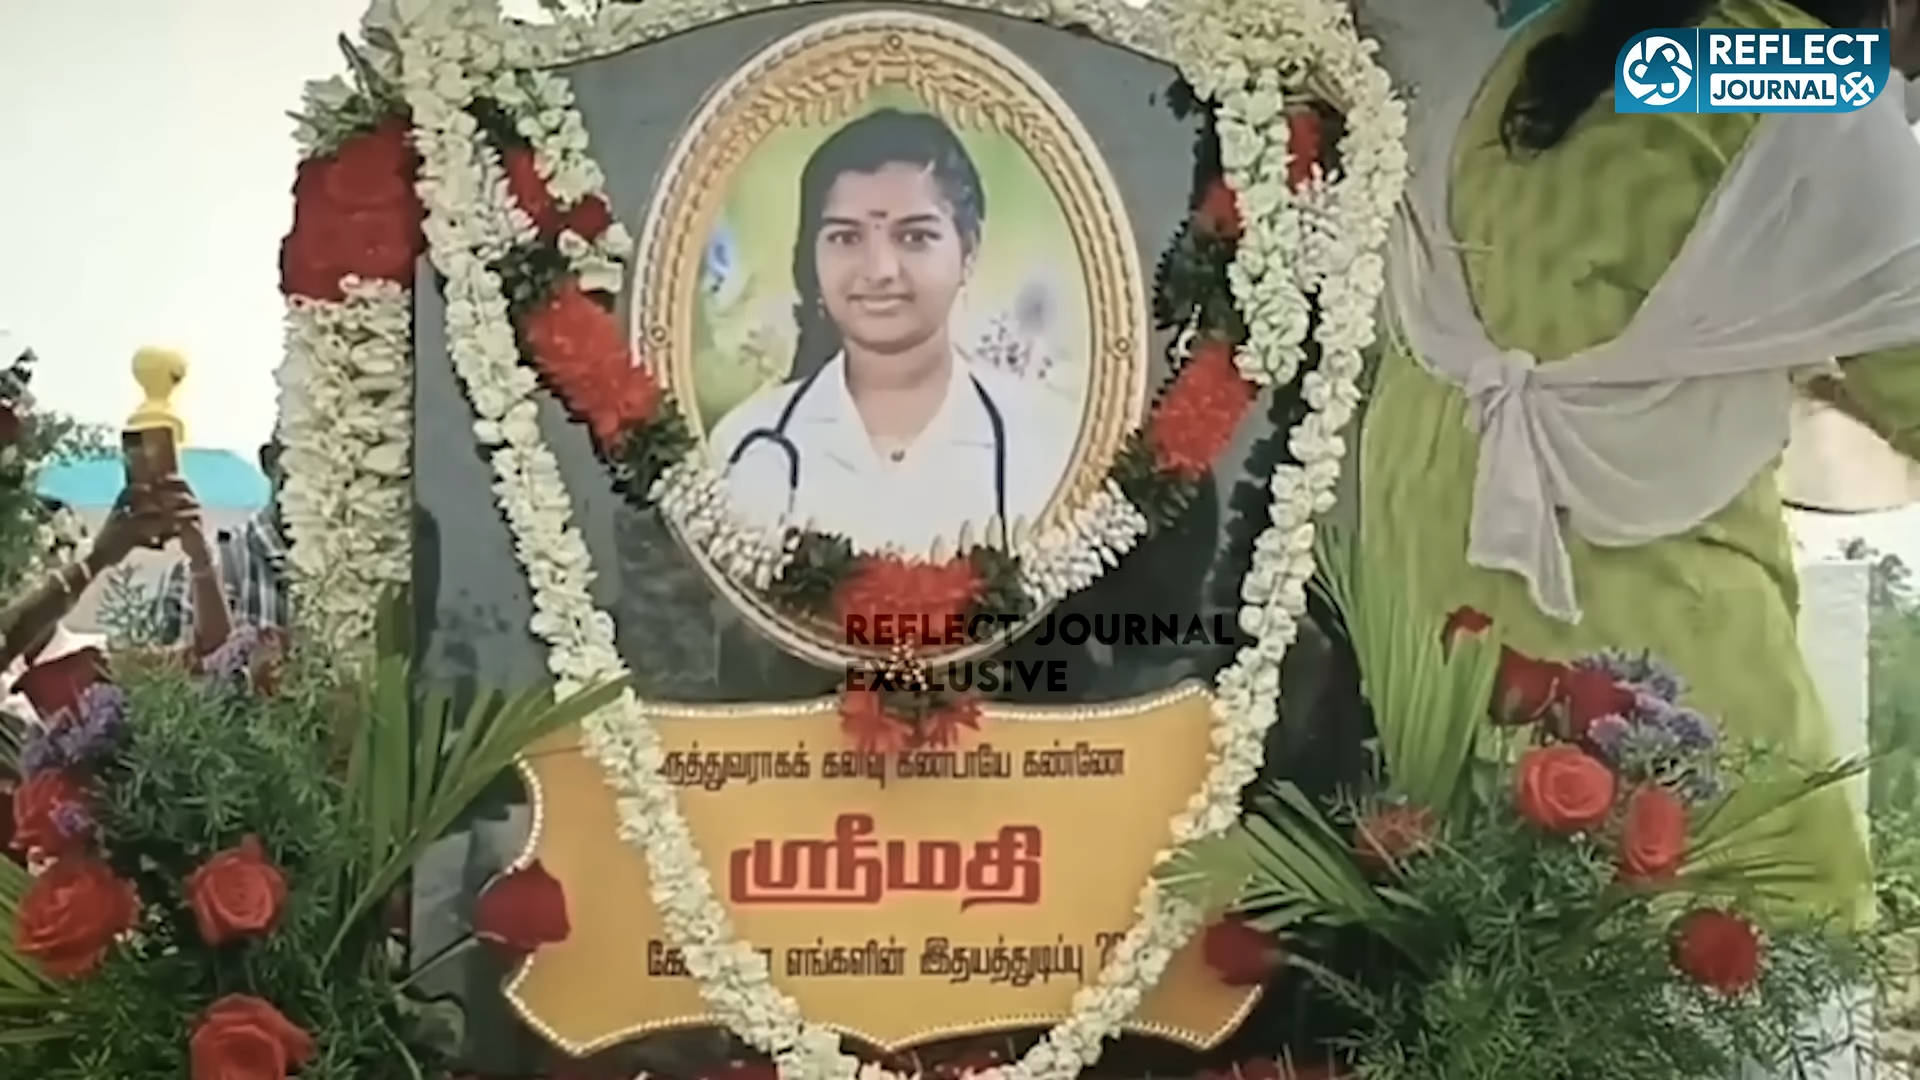 REFLECT
JOURNAL
REFLECT JOURNAL
EXCLUSIVE
கனவு கண்டாயே கண்ணே
ஸ்ரீமதி
எங்களின் இதயத்துடிப்பு